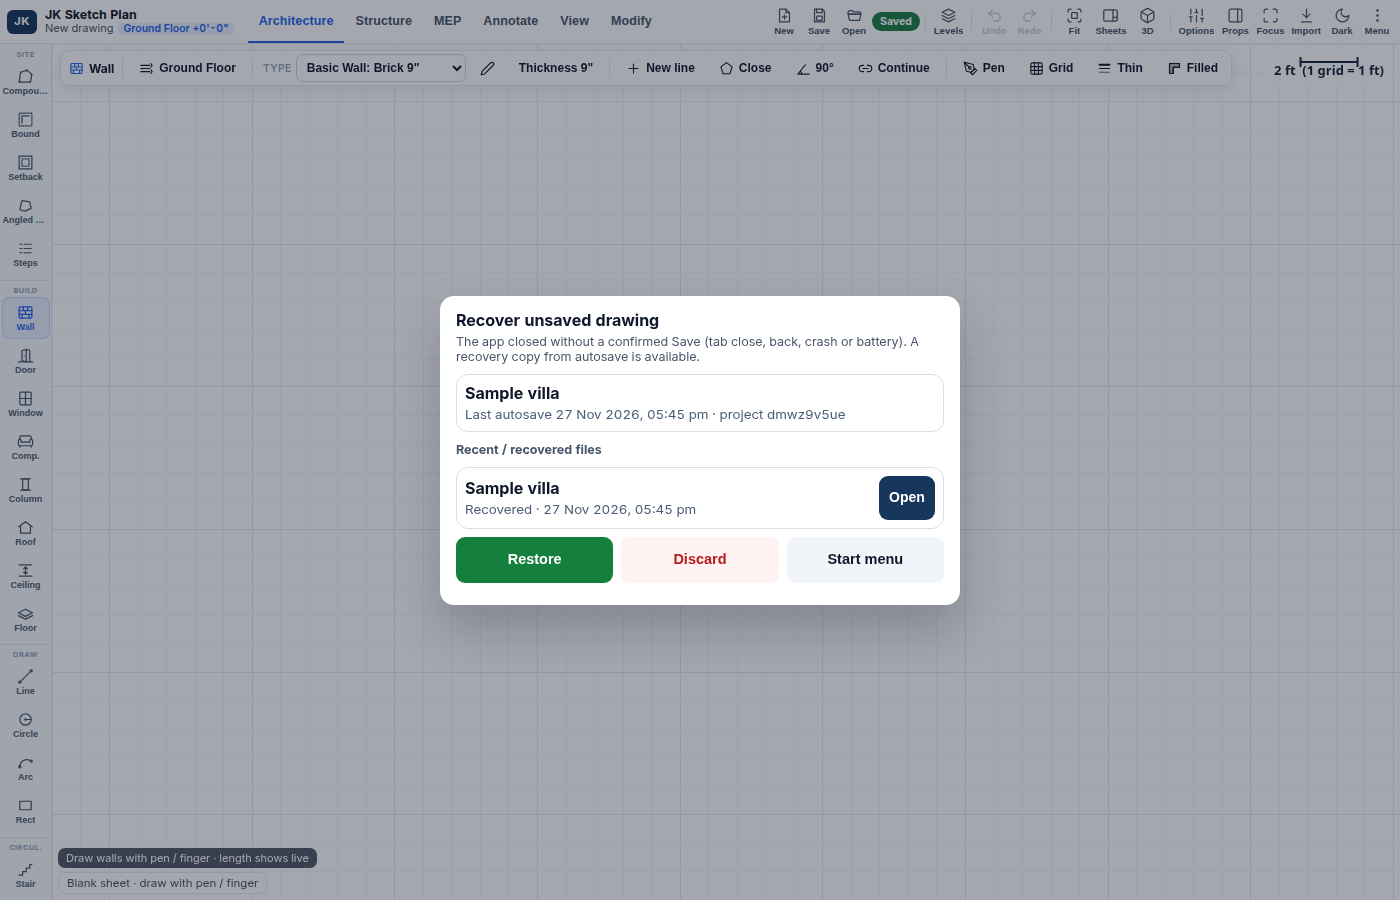 JK
JK Sketch Plan
New drawing Ground Floor +0'-0"
Architecture Structure MEP Annotate View Modify
New Save Open Saved Levels Undo Redo Fit Sheets 3D Options Props Focus Import Dark Menu
Wall Ground Floor TYPE Basic Wall: Brick 9" Thickness 9" New line Close 90° Continue Pen Grid Thin Filled
2 ft (1 grid = 1 ft)
SITE
Compou...
Bound
Setback
Angled ...
Steps
BUILD
Wall
Door
Window
Comp.
Column
Roof
Ceiling
Floor
DRAW
Line
Circle
Arc
Rect
CIRCUL.
Stair
Recover unsaved drawing
The app closed without a confirmed Save (tab close, back, crash or battery). A
recovery copy from autosave is available.
Sample villa
Last autosave 27 Nov 2026, 05:45 pm · project dmwz9v5ue
Recent / recovered files
Sample villa
Recovered · 27 Nov 2026, 05:45 pm
Open
Restore Discard Start menu
Draw walls with pen / finger · length shows live
Blank sheet · draw with pen / finger